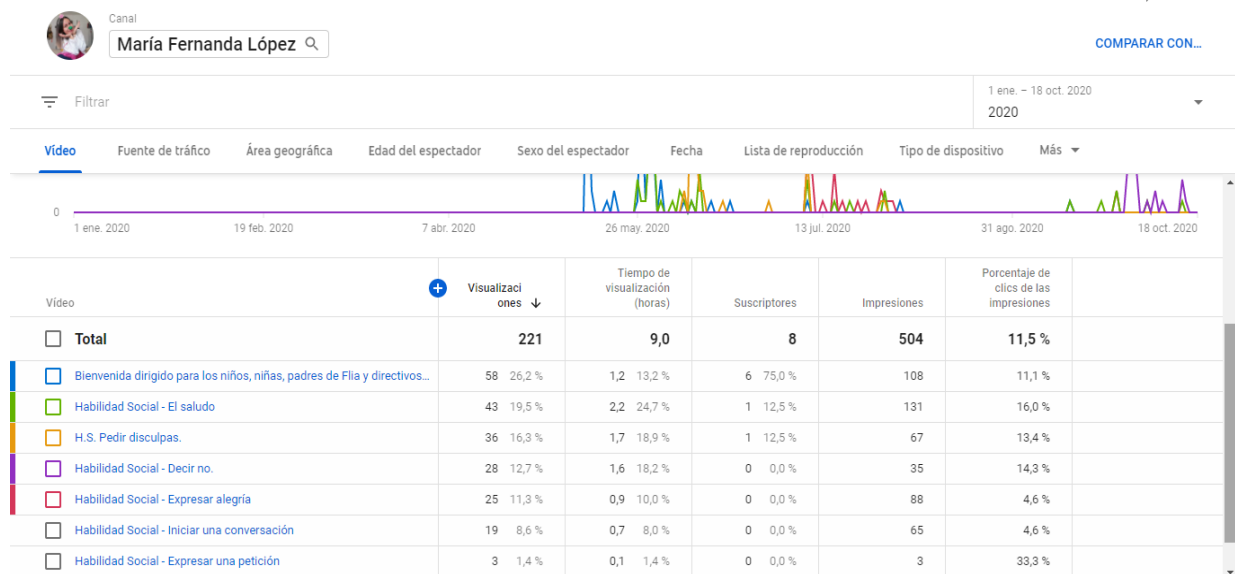 Canal
María Fernanda López
COMPARAR CON...
Filtrar
1 ene. – 18 oct. 2020
2020
Vídeo Fuente de tráfico Área geográfica Edad del espectador Sexo del espectador Fecha Lista de reproducción Tipo de dispositivo Más
0
1 ene. 2020 19 feb. 2020 7 abr. 2020 26 may. 2020 13 jul. 2020 31 ago. 2020 18 oct. 2020
Vídeo
Visualizaci
ones
Tiempo de
visualización
(horas)
Suscriptores
Impresiones
Porcentaje de
clics de las
impresiones
Total 221 9,0 8 504 11,5 %
Bienvenida dirigido para los niños, niñas, padres de Flia y directivos... 58 26,2 % 1,2 13,2 % 6 75,0 % 108 11,1 %
Habilidad Social - El saludo 43 19,5 % 2,2 24,7 % 1 12,5 % 131 16,0 %
H.S. Pedir disculpas. 36 16,3 % 1,7 18,9 % 1 12,5 % 67 13,4 %
Habilidad Social - Decir no. 28 12,7 % 1,6 18,2 % 0 0,0 % 35 14,3 %
Habilidad Social - Expresar alegría 25 11,3 % 0,9 10,0 % 0 0,0 % 88 4,6 %
Habilidad Social - Iniciar una conversación 19 8,6 % 0,7 8,0 % 0 0,0 % 65 4,6 %
Habilidad Social - Expresar una petición 3 1,4 % 0,1 1,4 % 0 0,0 % 3 33,3 %